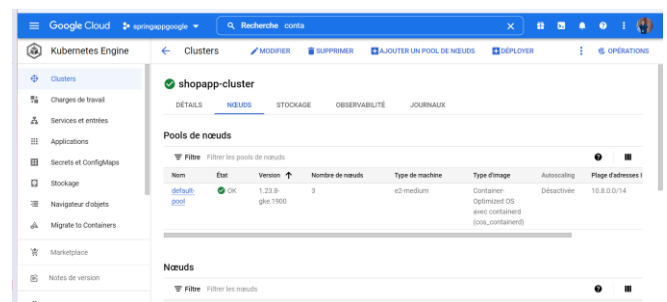 Google Cloud springappgoogle Recherche conta
Kubernetes Engine Clusters MODIFIER SUPPRIMER AJOUTER UN POOL DE NŒUDS DÉPLOYER OPÉRATIONS
Clusters
Charges de travail
Services et entrées
Applications
Secrets et ConfigMaps
Stockage
Navigateur d'objets
Migrate to Containers
Marketplace
Notes de version
shopapp-cluster
DÉTAILS NŒUDS STOCKAGE OBSERVABILITÉ JOURNAUX
Pools de nœuds
Filtre Filtrer les pools de nœuds
Nom État Version Nombre de nœuds Type de machine Type d'image Autoscaling Plage d'adresses I
default- OK 1.23.8- 3 e2-medium Container- Désactivée 10.8.0.0/14
pool gke.1900 Optimized OS
avec containerd
(cos_containerd)
Nœuds
Filtre Filtrer les nœuds